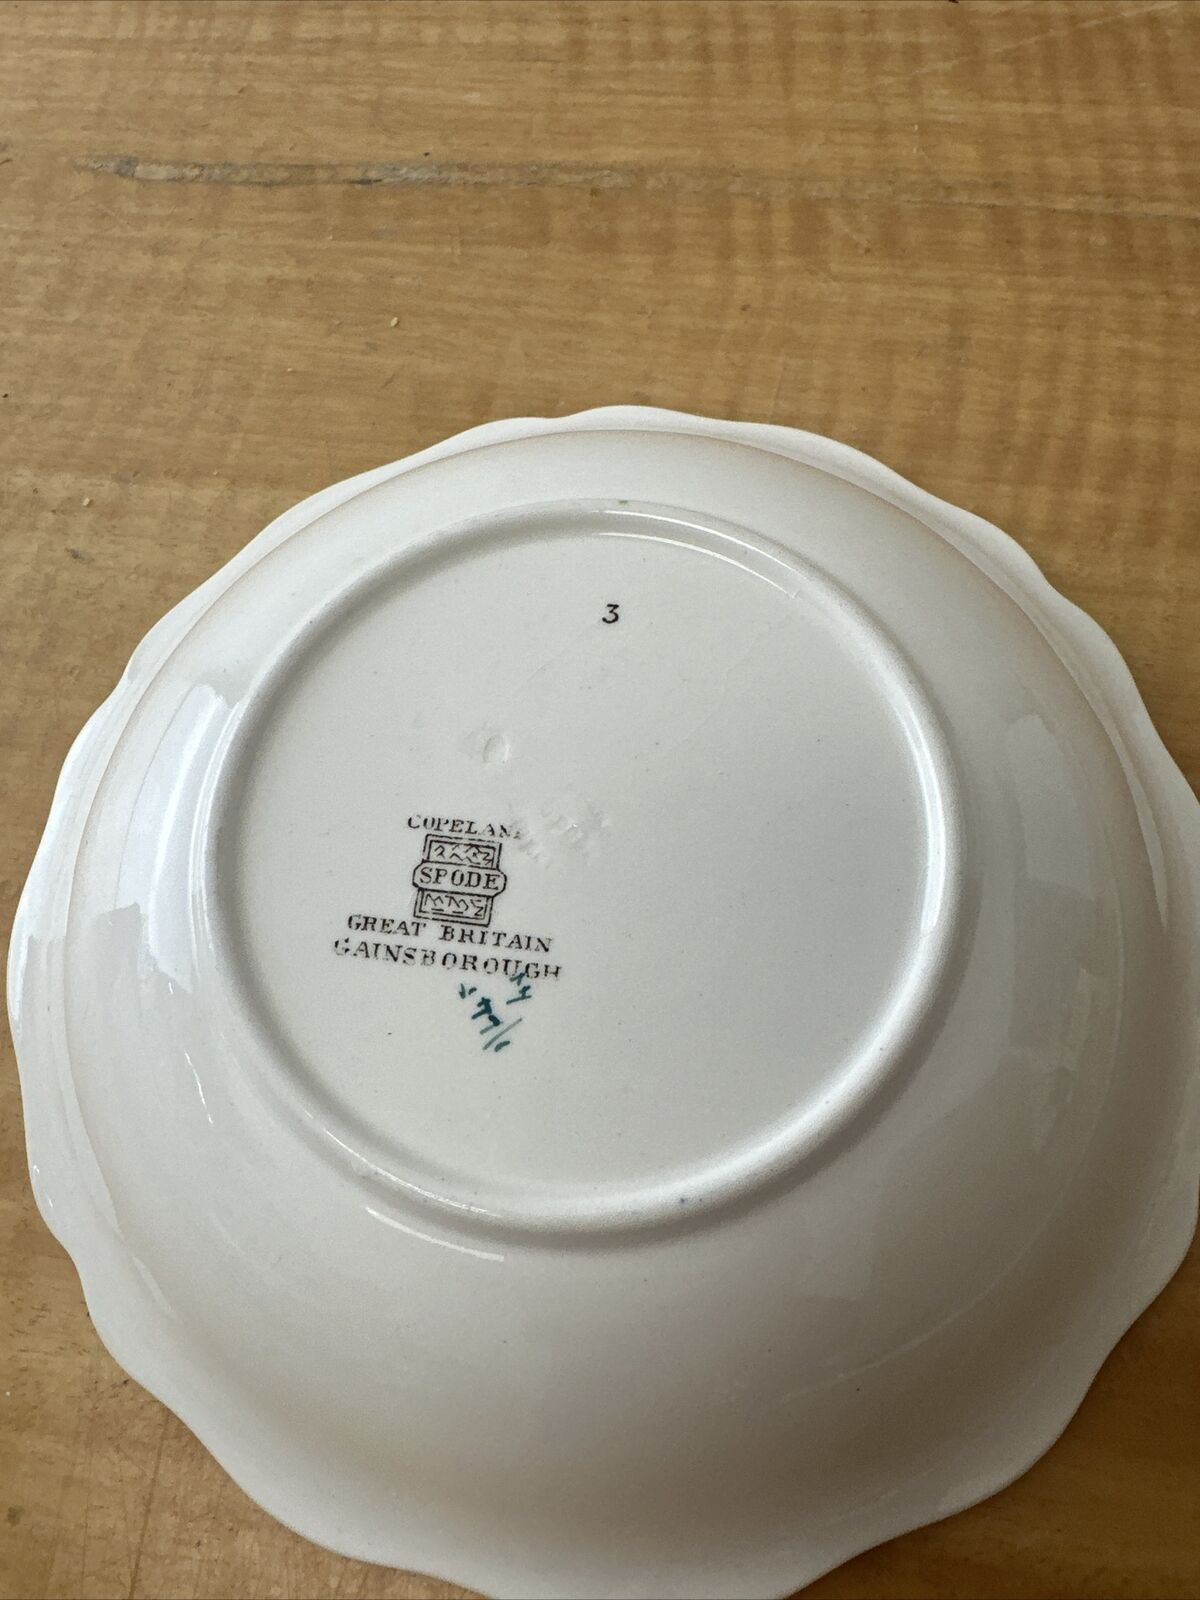 3
COPELAND
SPODE
GREAT BRITAIN
GAINSBOROUGH